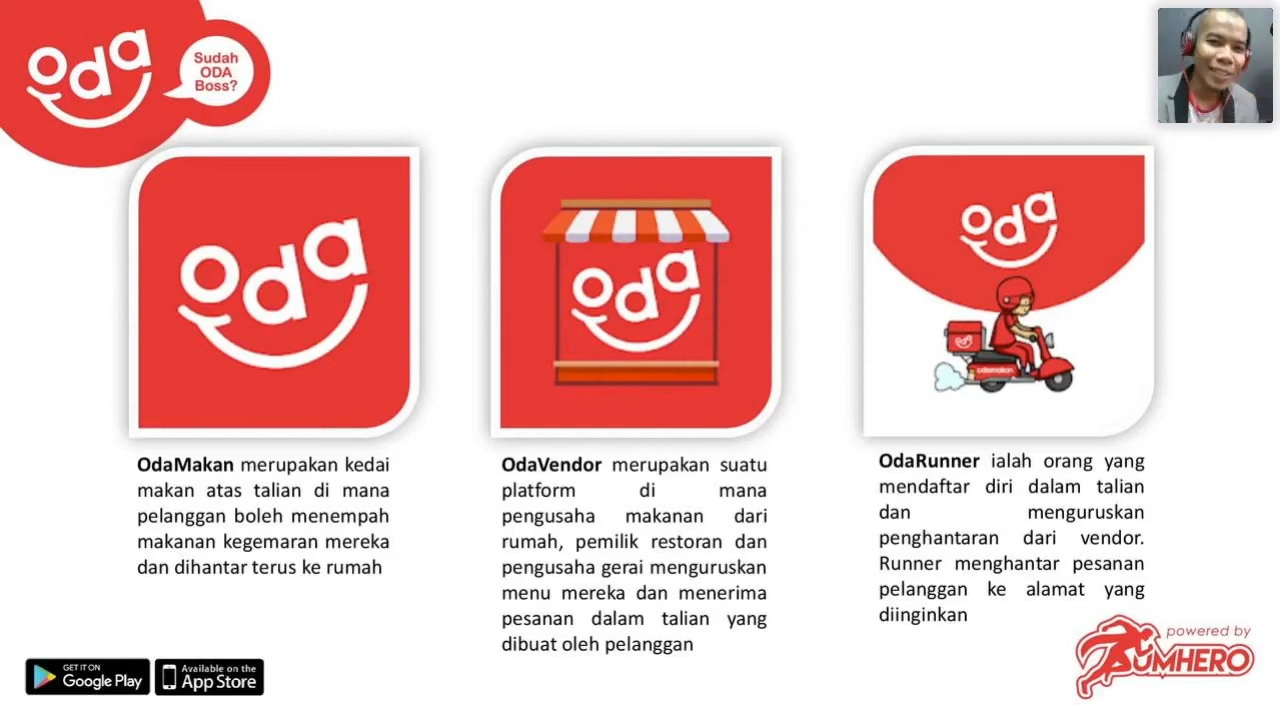 oda
Sudah
ODA
Boss?
oda
oda
oda
oda
odamakan
OdaMakan merupakan kedai
makan atas talian di mana
pelanggan boleh menempah
makanan kegemaran mereka
dan dihantar terus ke rumah
OdaVendor merupakan suatu
platform di mana
pengusaha makanan dari
rumah, pemilik restoran dan
pengusaha gerai menguruskan
menu mereka dan menerima
pesanan dalam talian yang
dibuat oleh pelanggan
OdaRunner ialah orang yang
mendaftar diri dalam talian
dan menguruskan
penghantaran dari vendor.
Runner menghantar pesanan
pelanggan ke alamat yang
diinginkan
GET IT ON
Google Play
Available on the
App Store
powered by
RUMHERO